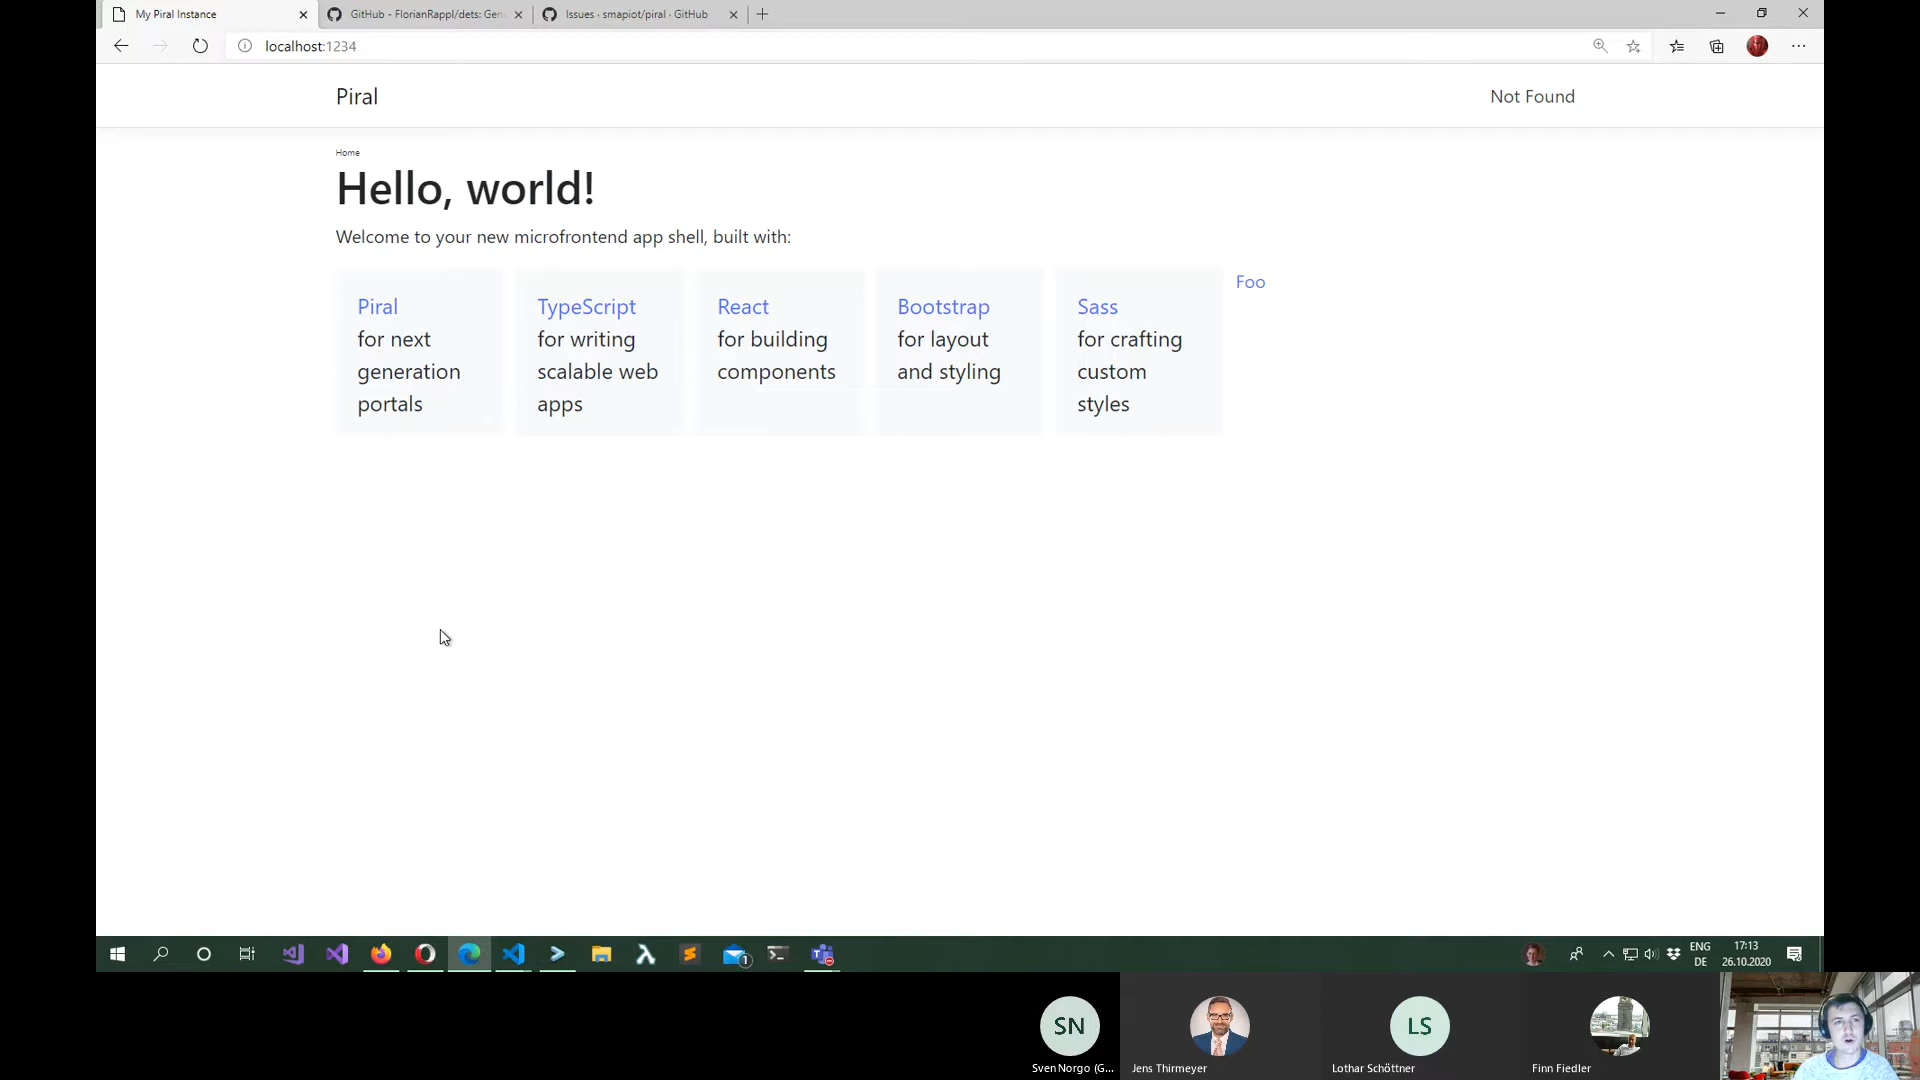 My Piral Instance
GitHub - FlorianRappl/dets: Gen
Issues · smapiot/piral · GitHub
localhost:1234
Piral
Not Found
Home
Hello, world!
Welcome to your new microfrontend app shell, built with:
Piral
for next
generation
portals
TypeScript
for writing
scalable web
apps
React
for building
components
Bootstrap
for layout
and styling
Sass
for crafting
custom
styles
Foo
1
ENG
DE
17:13
26.10.2020
SN
LS
Sven Norgo (G...
Jens Thirmeyer
Lothar Schöttner
Finn Fiedler